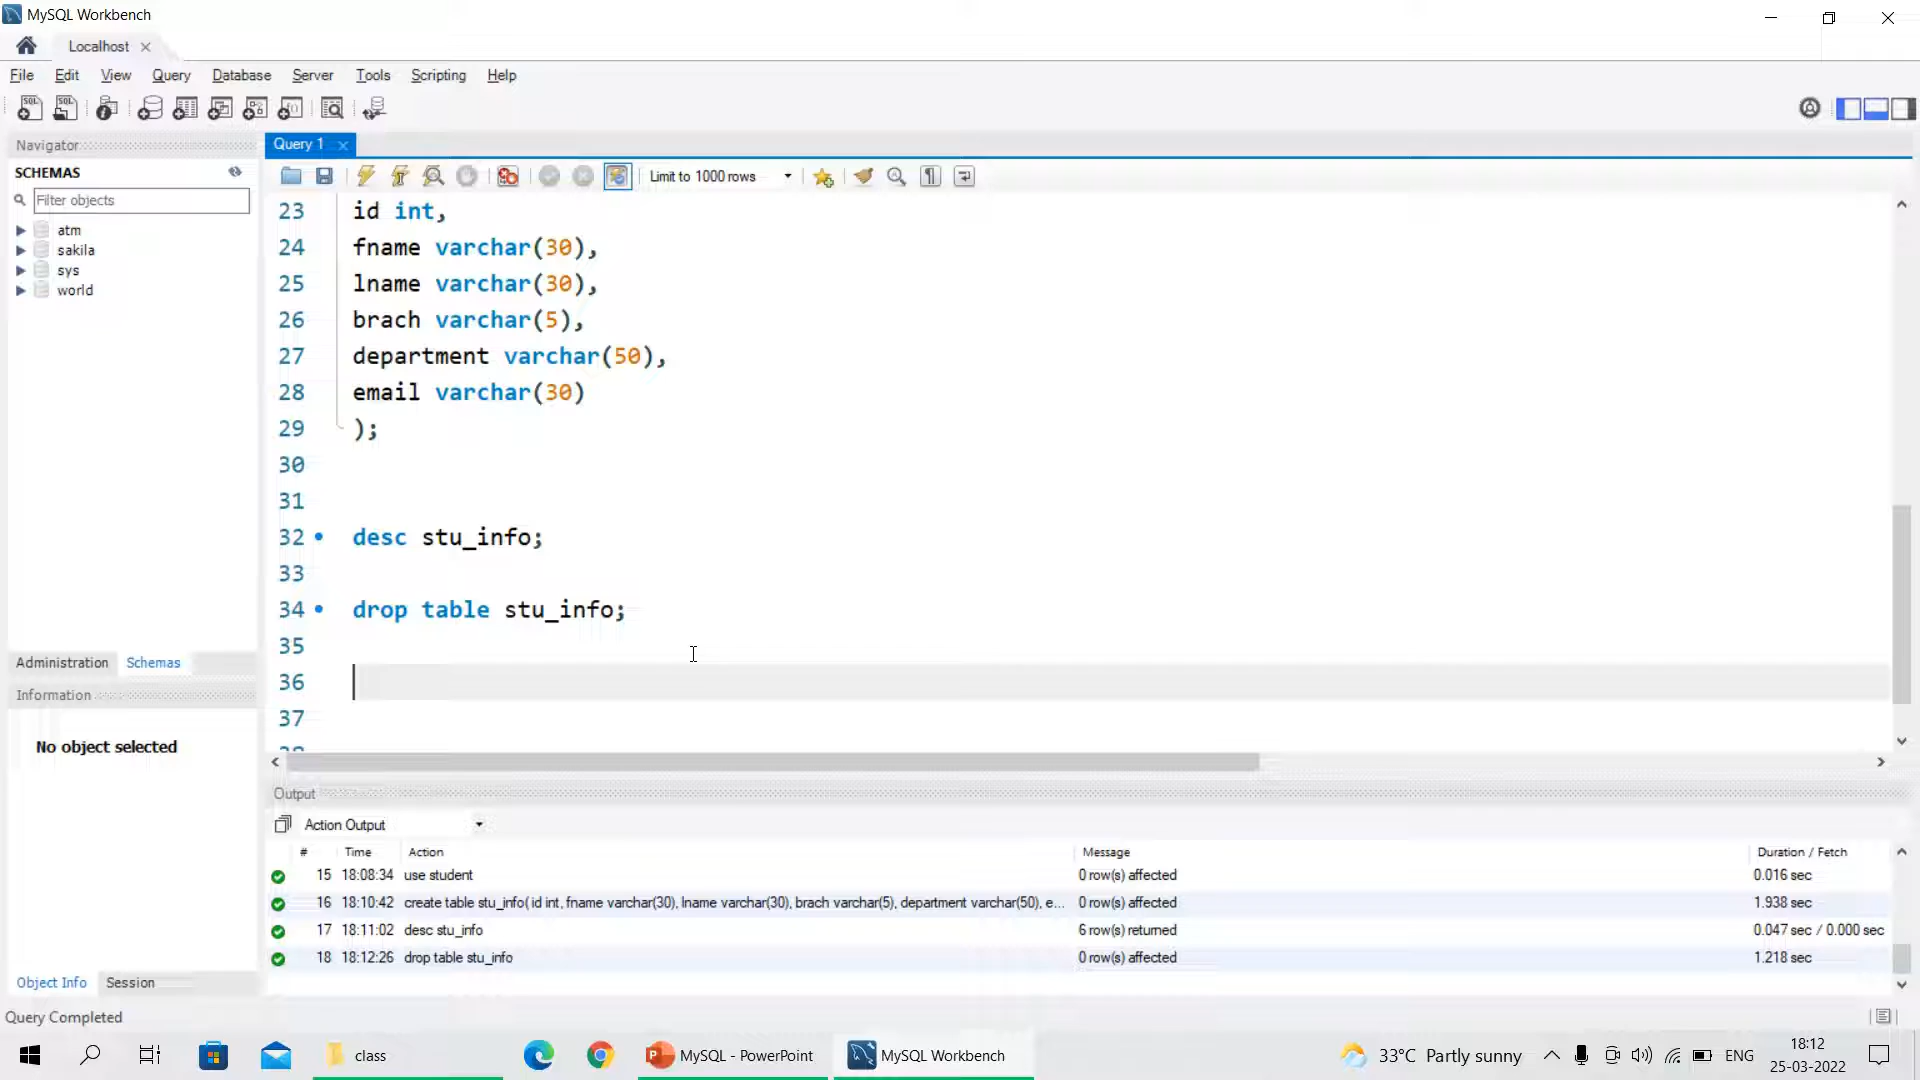 MySQL Workbench
Localhost
File Edit View Query Database Server Tools Scripting Help
Navigator
SCHEMAS
Filter objects
atm
sakila
sys
world
Administration Schemas
Information
No object selected
Object Info Session
Query 1
Limit to 1000 rows
23 id int,
24 fname varchar(30),
25 lname varchar(30),
26 brach varchar(5),
27 department varchar(50),
28 email varchar(30)
29 );
30
31
32 desc stu_info;
33
34 drop table stu_info;
35
36
37
Output
Action Output
# Time Action Message Duration / Fetch
15 18:08:34 use student 0 row(s) affected 0.016 sec
16 18:10:42 create table stu_info( id int, fname varchar(30), lname varchar(30), brach varchar(5), department varchar(50), e... 0 row(s) affected 1.938 sec
17 18:11:02 desc stu_info 6 row(s) returned 0.047 sec / 0.000 sec
18 18:12:26 drop table stu_info 0 row(s) affected 1.218 sec
Query Completed
class
MySQL - PowerPoint
MySQL Workbench
33°C Partly sunny
ENG
18:12
25-03-2022